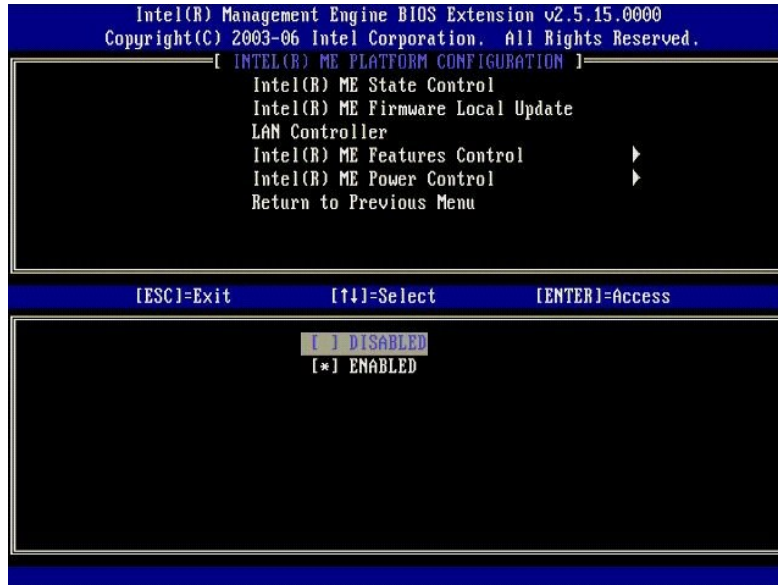 Intel(R) Management Engine BIOS Extension v2.5.15.0000
Copyright(C) 2003-06 Intel Corporation. All Rights Reserved.
[ INTEL(R) ME PLATFORM CONFIGURATION ]
Intel(R) ME State Control
Intel(R) ME Firmware Local Update
LAN Controller
Intel(R) ME Features Control ►
Intel(R) ME Power Control ►
Return to Previous Menu
[ESC]=Exit [↑↓]=Select [ENTER]=Access
[ ] DISABLED
[*] ENABLED